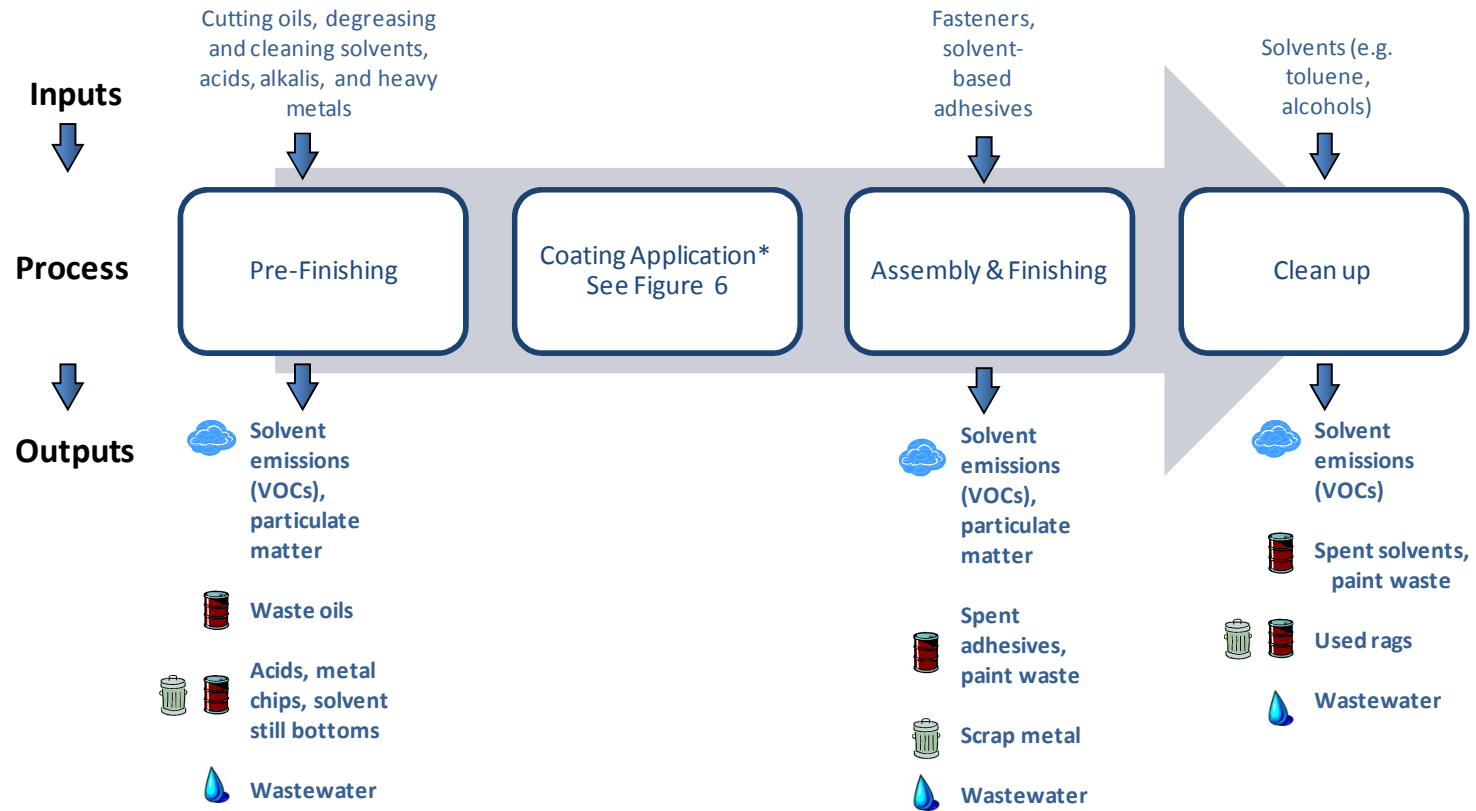 Inputs
Cutting oils, degreasing
and cleaning solvents,
acids, alkalis, and heavy
metals
Fasteners,
solvent-
based
adhesives
Solvents (e.g.
toluene,
alcohols)
Process
Pre-Finishing
Coating Application*
See Figure 6
Assembly & Finishing
Clean up
Outputs
Solvent
emissions
(VOCs),
particulate
matter
Waste oils
Acids, metal
chips, solvent
still bottoms
Wastewater
Solvent
emissions
(VOCs),
particulate
matter
Spent
adhesives,
paint waste
Scrap metal
Wastewater
Solvent
emissions
(VOCs)
Spent solvents,
paint waste
Used rags
Wastewater